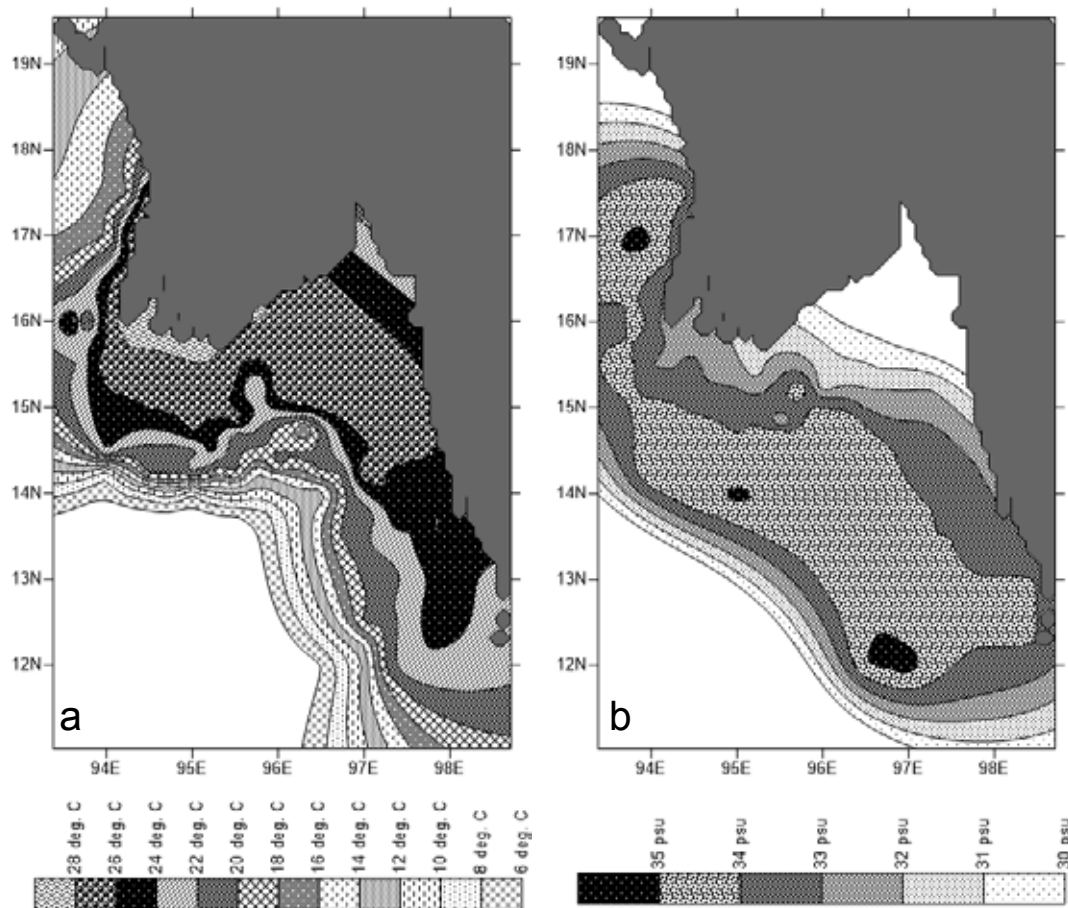 19N
18N
17N
16N
15N
14N
13N
12N
a
94E 95E 96E 97E 98E
28 deg. C
26 deg. C
24 deg. C
22 deg. C
20 deg. C
18 deg. C
16 deg. C
14 deg. C
12 deg. C
10 deg. C
8 deg. C
6 deg. C
19N
18N
17N
16N
15N
14N
13N
12N
b
94E 95E 96E 97E 98E
35 psu
34 psu
33 psu
32 psu
31 psu
30 psu